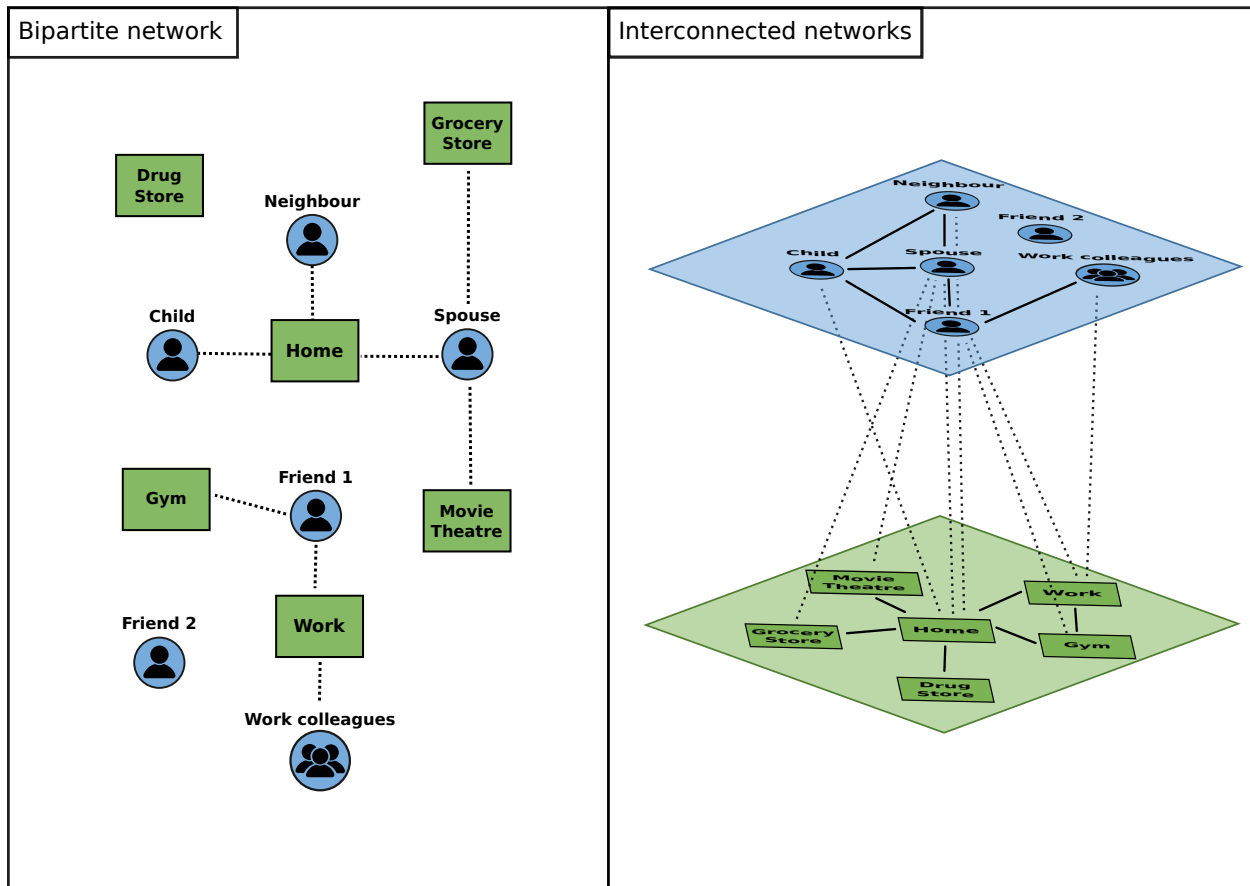 Bipartite network
Interconnected networks
Grocery
Store
Drug
Store
Neighbour
Child
Home
Spouse
Gym
Friend 1
Movie
Theatre
Friend 2
Work
Work colleagues
Neighbour
Friend 2
Child
Spouse
Work colleagues
Friend 1
Movie
Theatre
Work
Grocery
Store
Home
Gym
Drug
Store